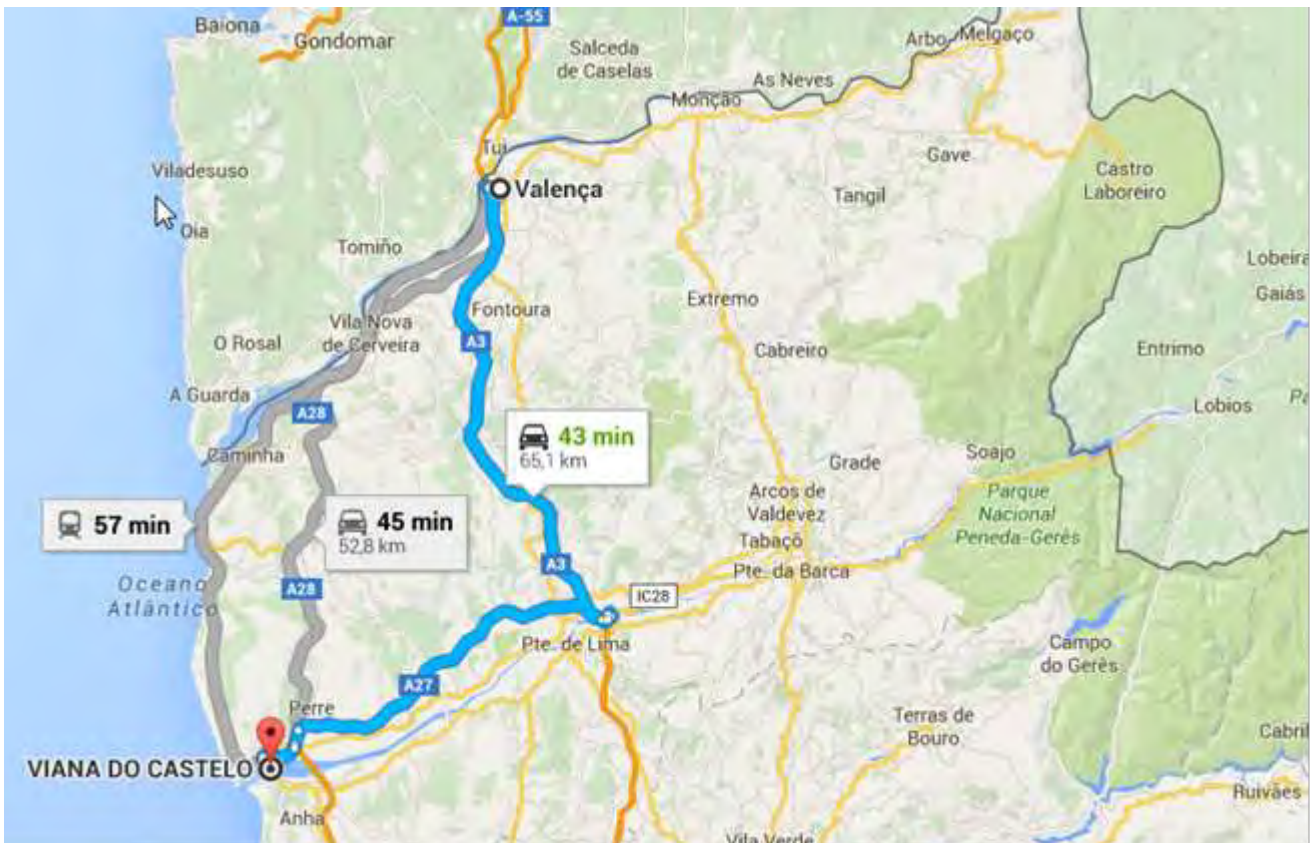 Baiona
Gondomar
A-55
Salceda
de Caselas
Arbo
Melgaço
As Neves
Monção
Tui
Gave
Viladesuso
Castro
Laboreiro
Valença
Tangil
Oia
Tomiño
Lobeira
Gaiás
Extremo
Fontoura
Vila Nova
de Cerveira
O Rosal
A3
Cabreiro
Entrimo
A Guarda
A28
Lobios
43 min
65,1 km
Caminha
Grade
Soajo
57 min
45 min
52,8 km
Arcos de
Valdevez
Parque
Nacional
Peneda-Gerês
Tabaçô
A3
Pte. da Barca
Oceano
Atlântico
A28
IC28
Pte. de Lima
Campo
do Gerês
A27
Perre
Terras de
Bouro
Cabril
VIANA DO CASTELO
Anha
Ruivães
Vila Verde